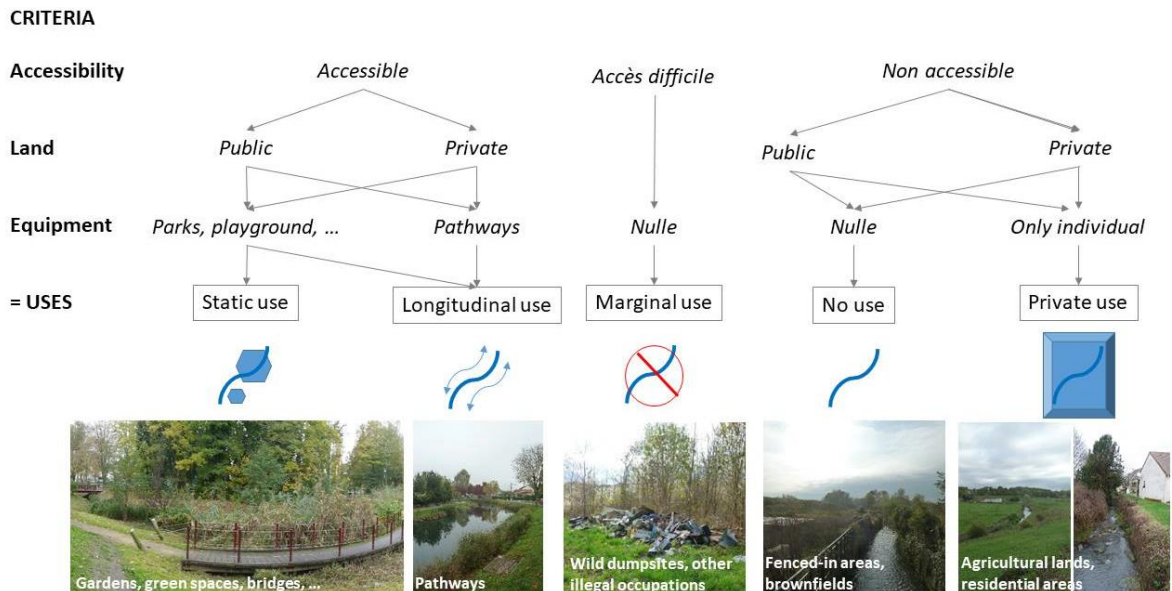 CRITERIA
Accessibility Accessible Accès difficile Non accessible
Land Public Private Public Private
Equipment Parks, playground, ... Pathways Nulle Nulle Only individual
= USES Static use Longitudinal use Marginal use No use Private use
Gardens, green spaces, bridges, ...
Pathways
Wild dumpsites, other
illegal occupations
Fenced-in areas,
brownfields
Agricultural lands,
residential areas